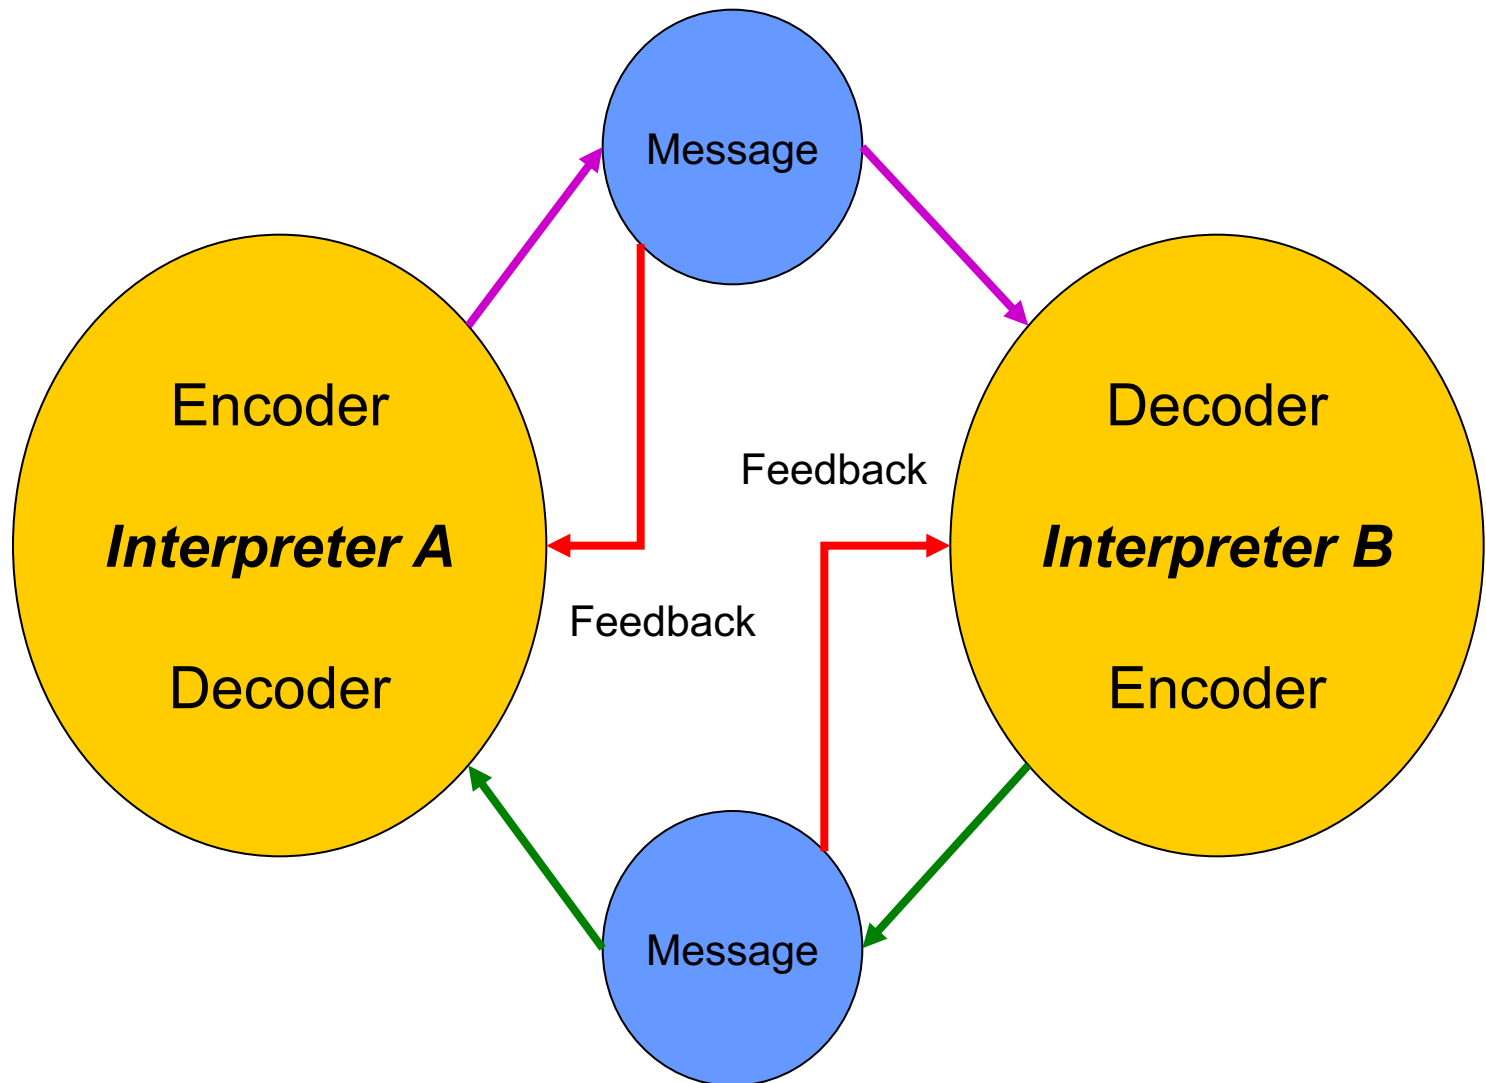 Message
Encoder
Interpreter A
Decoder
Feedback
Feedback
Decoder
Interpreter B
Encoder
Message